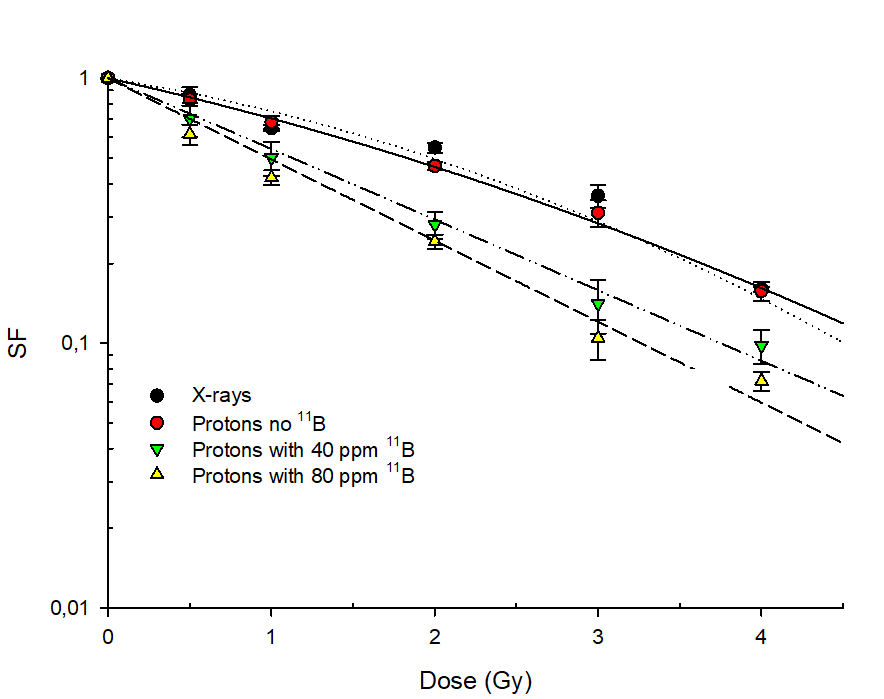 1
0,1
0,01
SF
X-rays
Protons no ¹¹B
Protons with 40 ppm ¹¹B
Protons with 80 ppm ¹¹B
0 1 2 3 4
Dose (Gy)